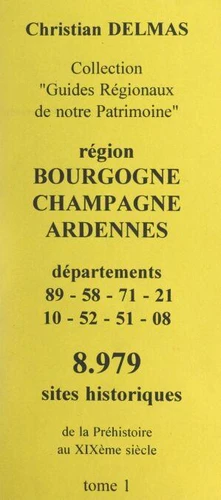 Christian DELMAS
Collection
"Guides Régionaux
de notre Patrimoine"
région
BOURGOGNE
CHAMPAGNE
ARDENNES
départements
89 - 58 - 71 - 21
10 - 52 - 51 - 08
8.979
sites historiques
de la Préhistoire
au XIXème siècle
tome 1